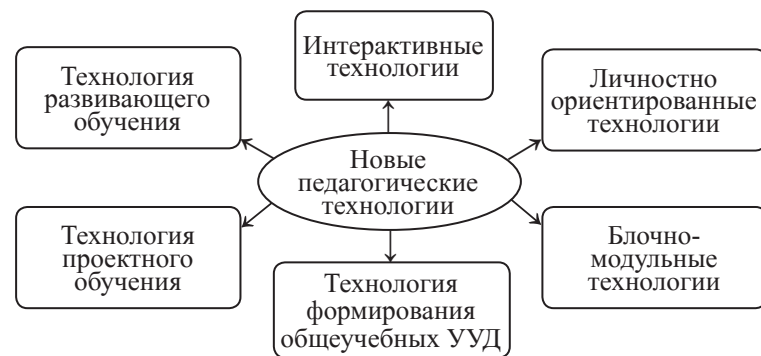 Интерактивные
технологии
Технология
развивающего
обучения
Личностно
ориентированные
технологии
Новые
педагогические
технологии
Технология
проектного
обучения
Блочно-
модульные
технологии
Технология
формирования
общеучебных УУД